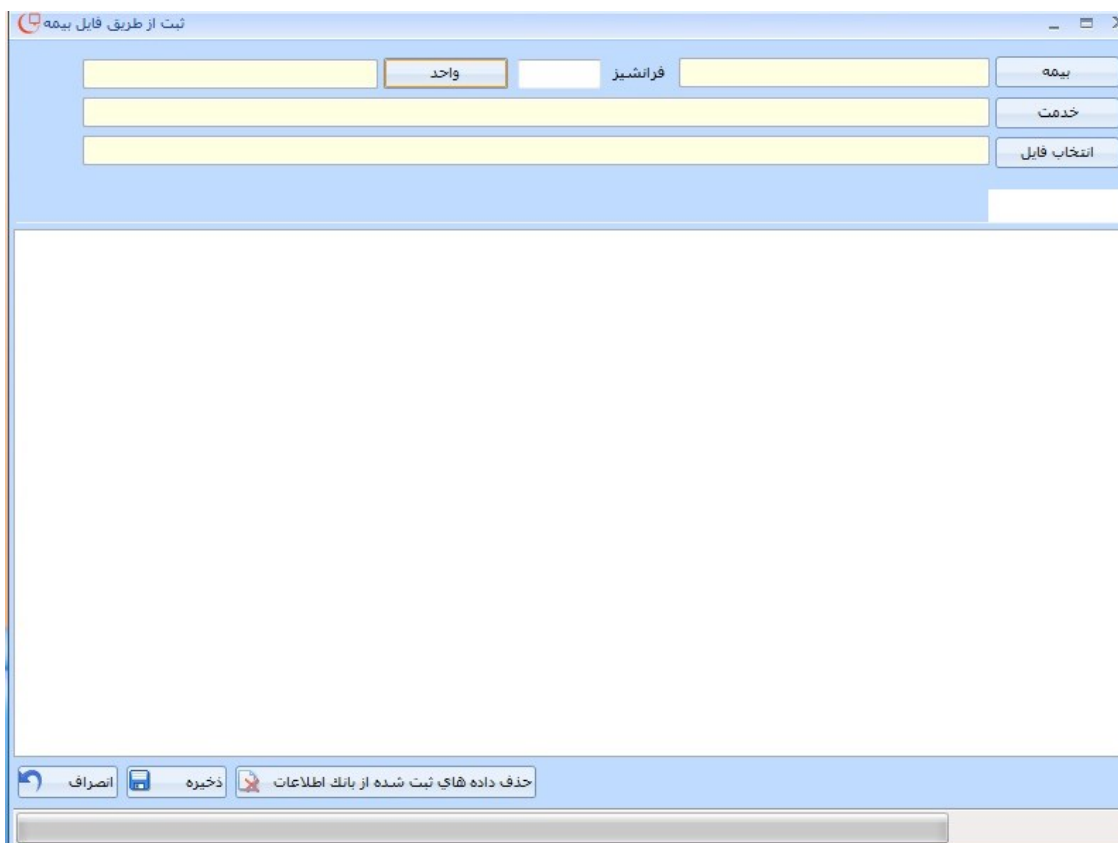 ثبت از طریق فایل بیمه
بیمه فرانشیز واحد
خدمت
انتخاب فایل
حذف داده هاي ثبت شده از بانك اطلاعات ذخیره انصراف